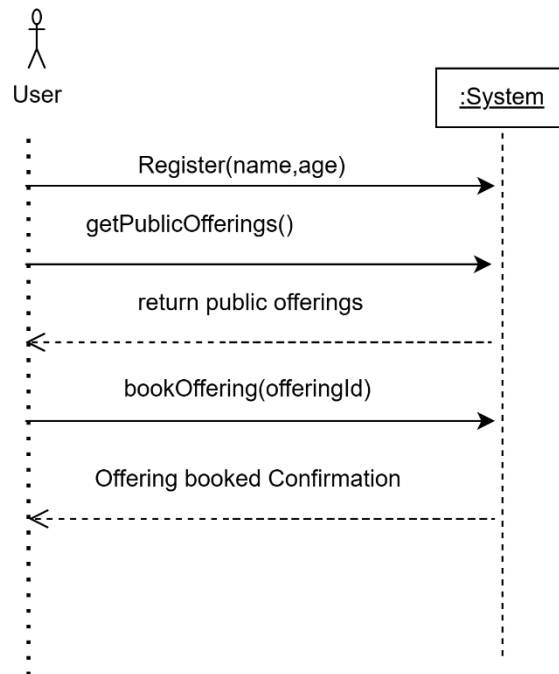 User
:System
Register(name,age)
getPublicOfferings()
return public offerings
bookOffering(offeringId)
Offering booked Confirmation